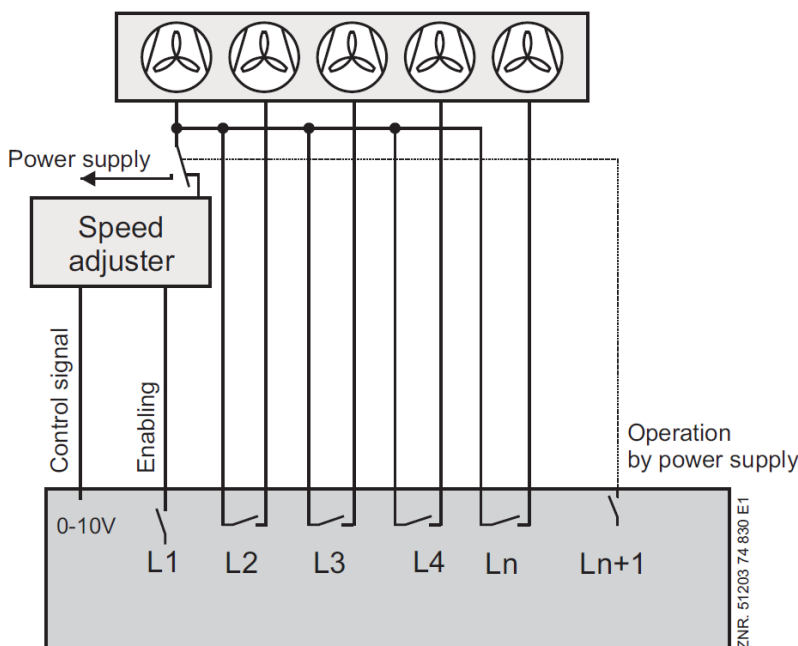 Power supply
Speed
adjuster
Control signal
Enabling
Operation
by power supply
0-10V
L1
L2
L3
L4
Ln
Ln+1
ZNR. 51203 74 830 E1